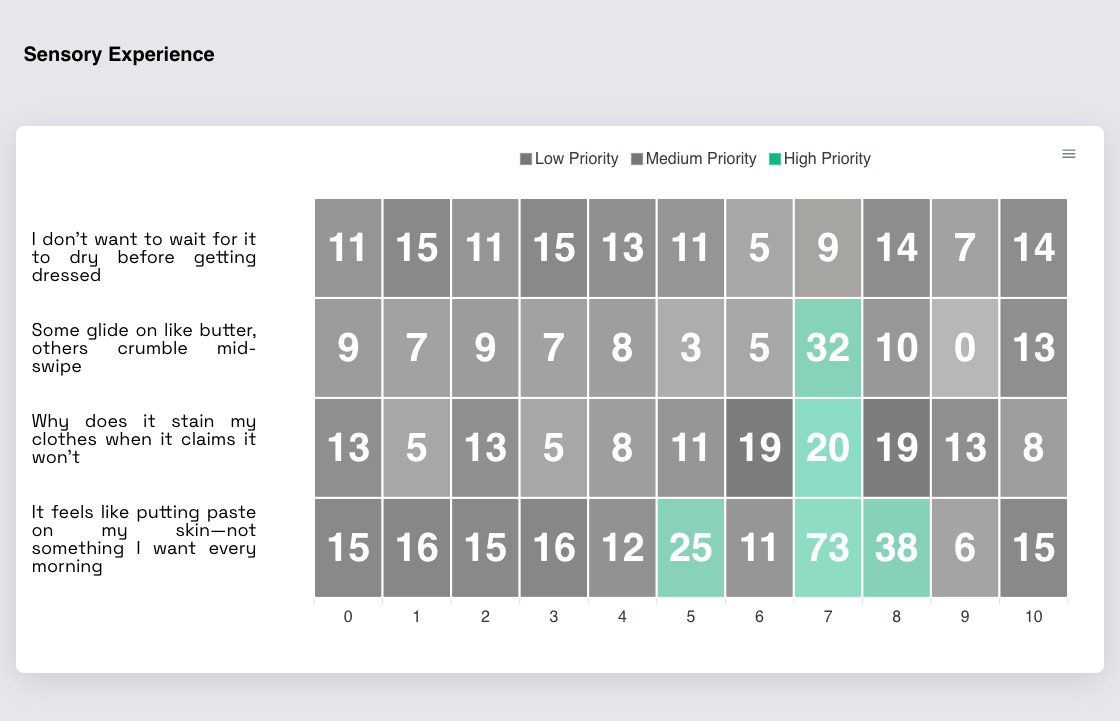 Sensory Experience
Low Priority Medium Priority High Priority
I don't want to wait for it
to dry before getting
dressed
11 15 11 15 13 11 5 9 14 7 14
Some glide on like butter,
others crumble mid-
swipe
9 7 9 7 8 3 5 32 10 0 13
Why does it stain my
clothes when it claims it
won't
13 5 13 5 8 11 19 20 19 13 8
It feels like putting paste
on my skin—not
something I want every
morning
15 16 15 16 12 25 11 73 38 6 15
0 1 2 3 4 5 6 7 8 9 10